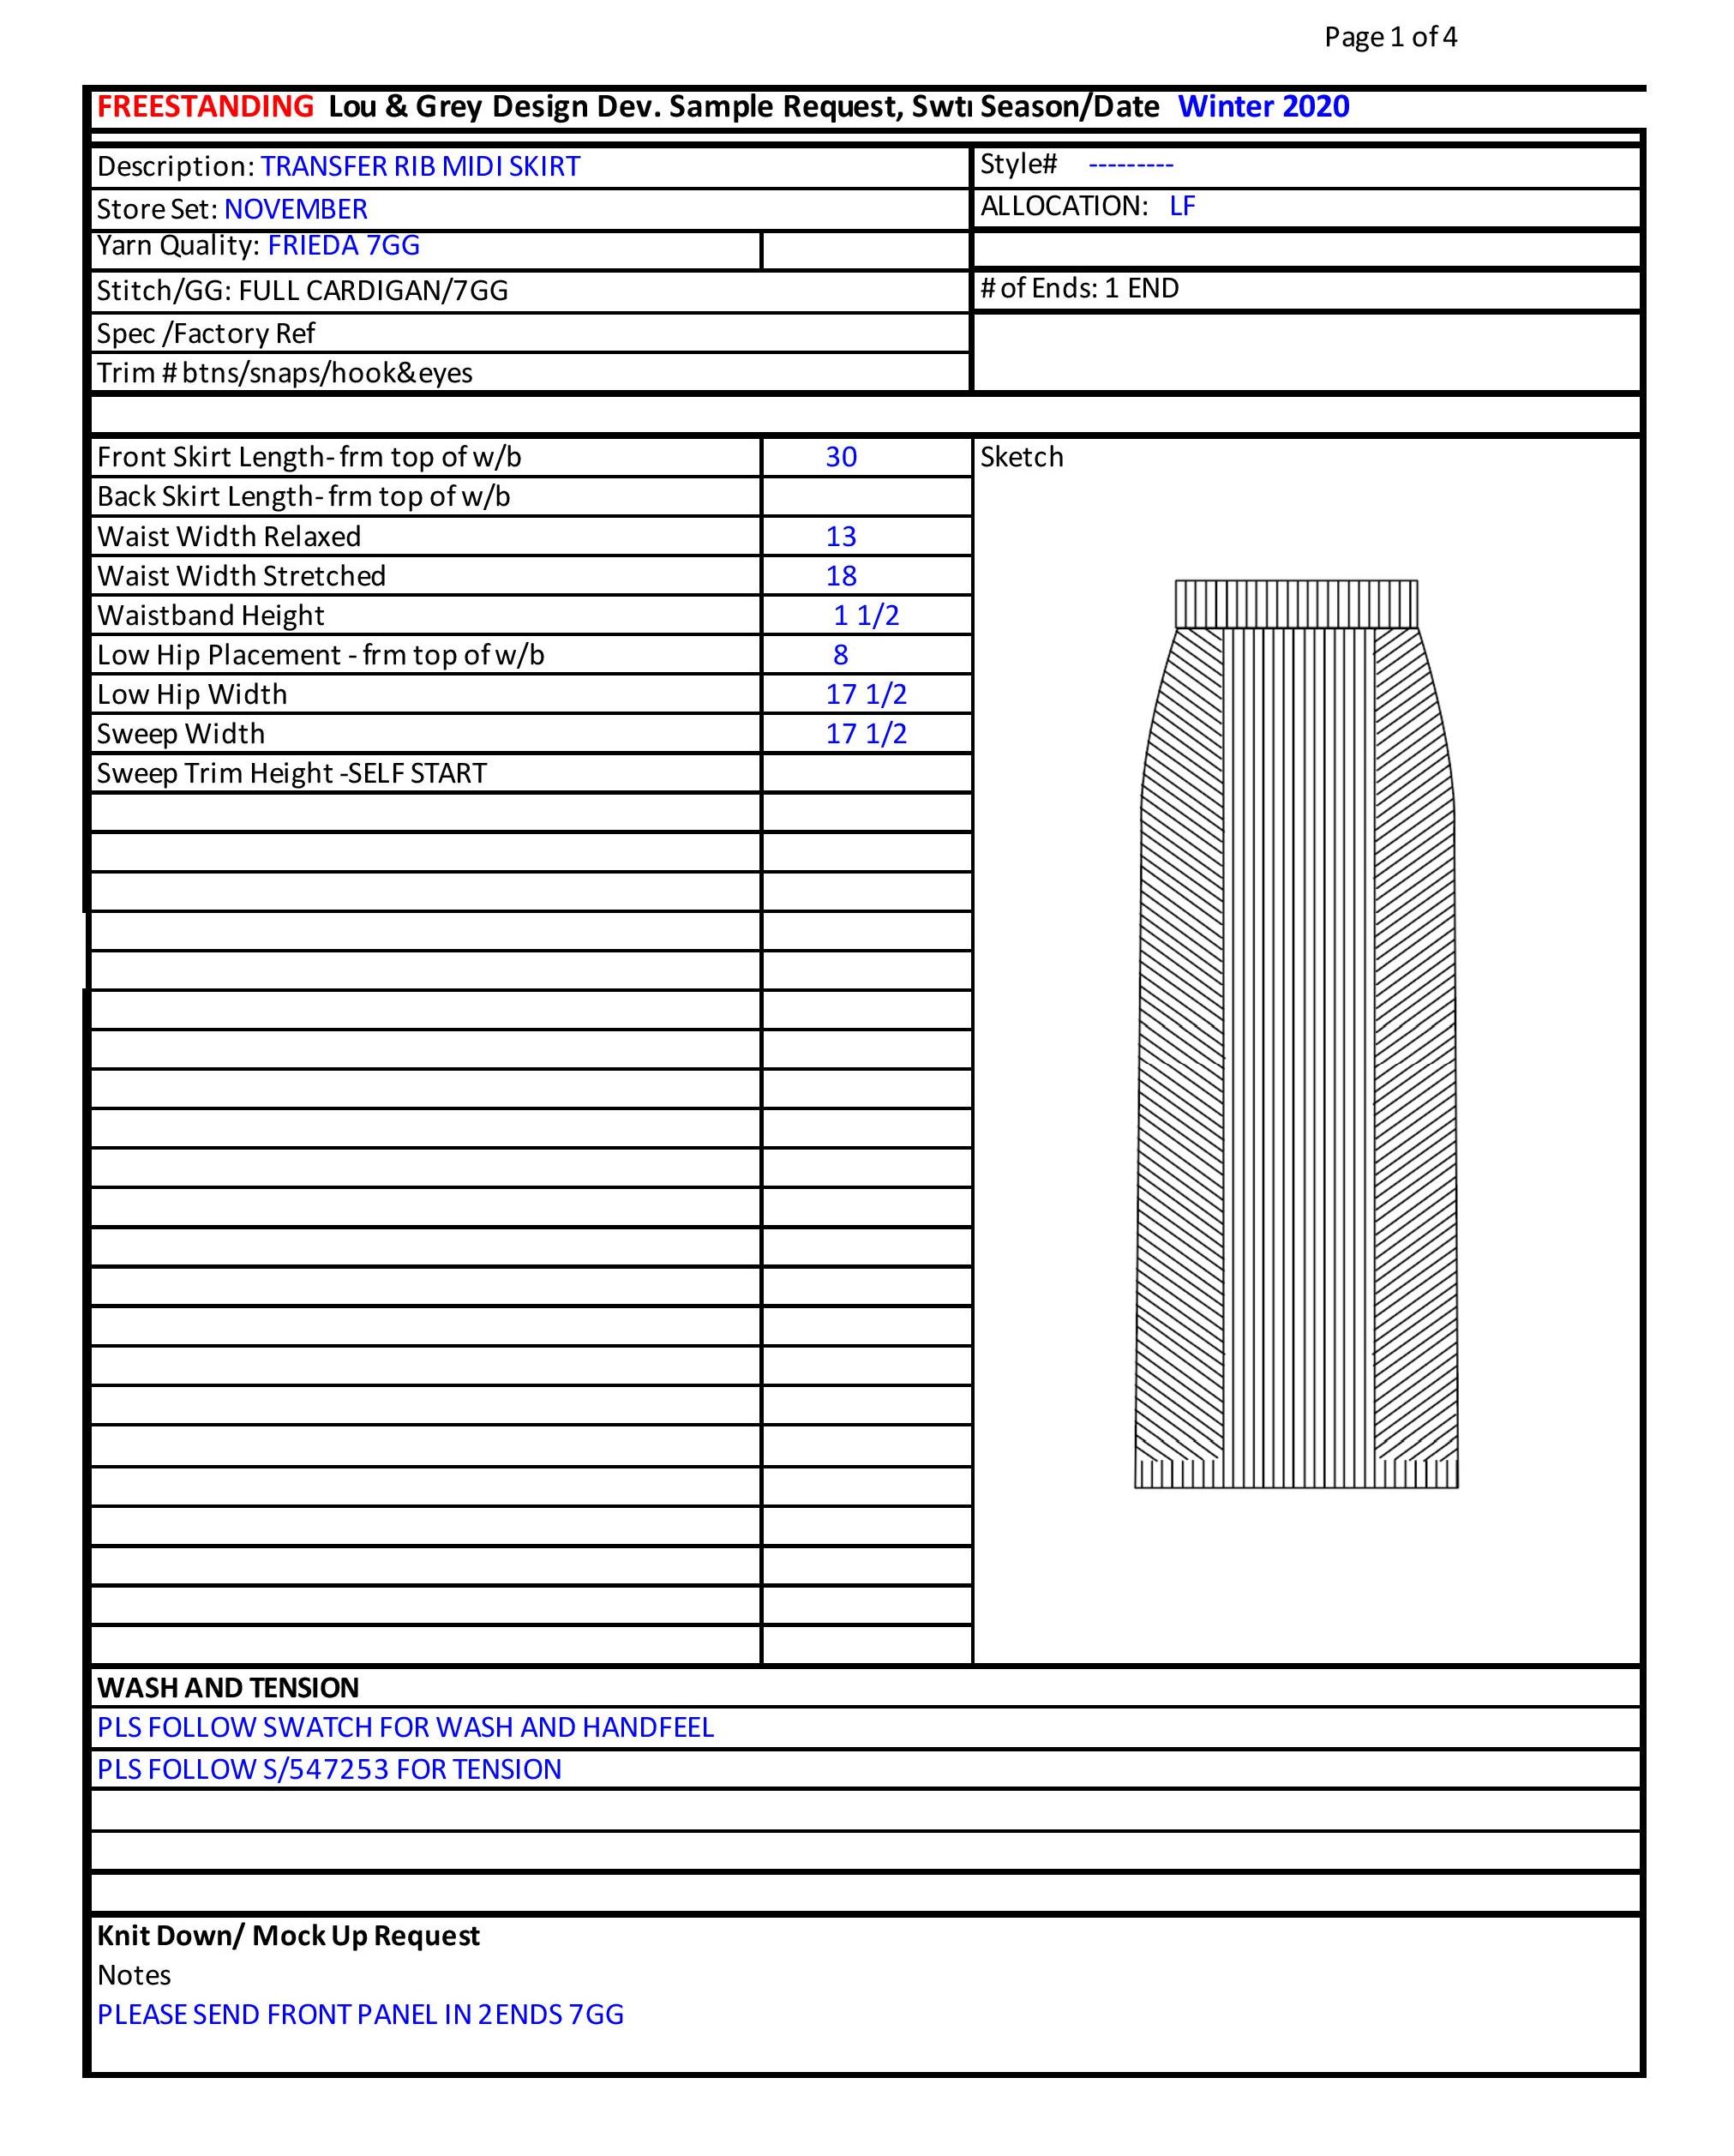 Page 1 of 4
FREESTANDING Lou & Grey Design Dev. Sample Request, Swtr Season/Date Winter 2020
Description: TRANSFER RIB MIDI SKIRT
Style# ---------
Store Set: NOVEMBER
ALLOCATION: LF
Yarn Quality: FRIEDA 7GG
Stitch/GG: FULL CARDIGAN/7GG
# of Ends: 1 END
Spec /Factory Ref
Trim # btns/snaps/hook&eyes
Front Skirt Length- frm top of w/b 30
Sketch
Back Skirt Length- frm top of w/b
Waist Width Relaxed 13
Waist Width Stretched 18
Waistband Height 1 1/2
Low Hip Placement - frm top of w/b 8
Low Hip Width 17 1/2
Sweep Width 17 1/2
Sweep Trim Height -SELF START
WASH AND TENSION
PLS FOLLOW SWATCH FOR WASH AND HANDFEEL
PLS FOLLOW S/547253 FOR TENSION
Knit Down/ Mock Up Request
Notes
PLEASE SEND FRONT PANEL IN 2ENDS 7GG